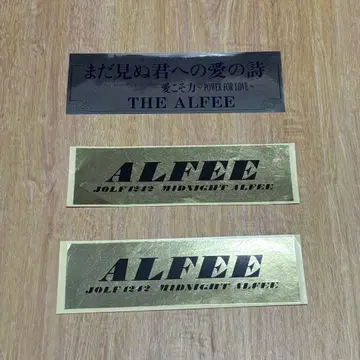 まだ見ぬ君への愛の詩
愛こそ力~POWER FOR LOVE~
THE ALFEE
ALFEE
JOLF 1242 MIDNIGHT ALFEE
ALFEE
JOLF 1242 MIDNIGHT ALFEE